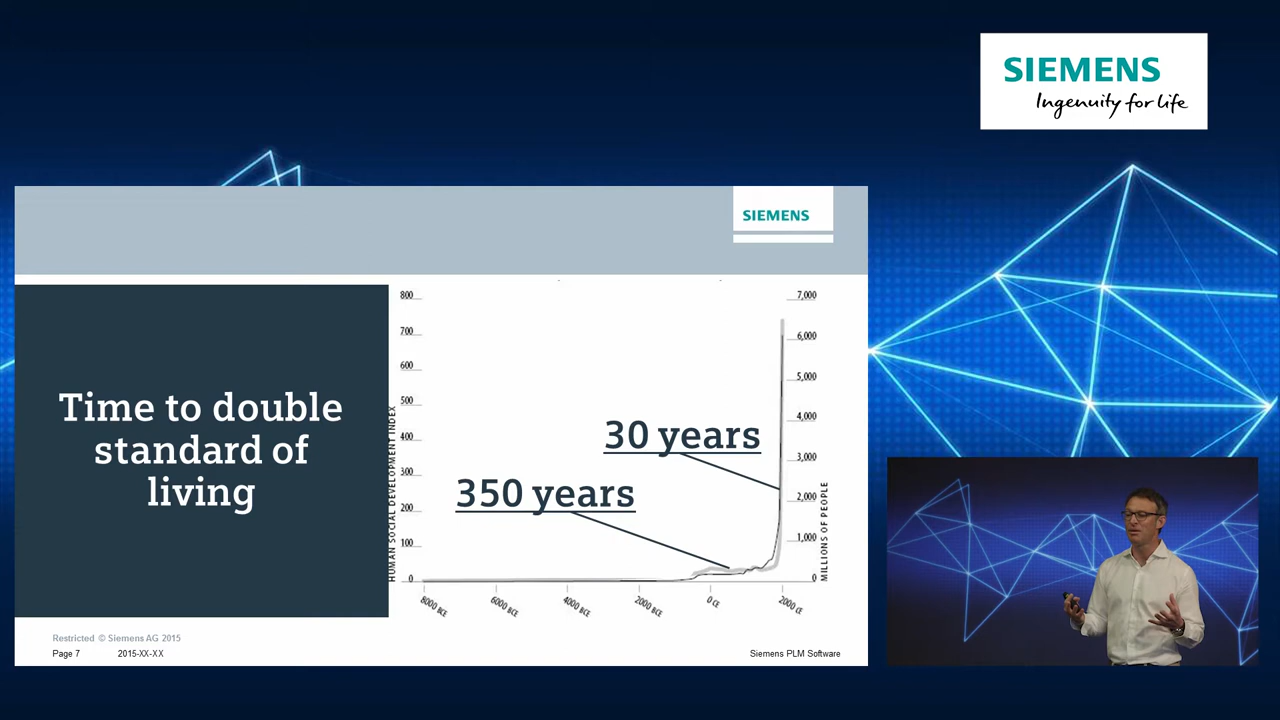 SIEMENS
Ingenuity for life
SIEMENS
Time to double
standard of
living
800
700
600
500
400
300
200
100
0
HUMAN SOCIAL DEVELOPMENT INDEX
30 years
350 years
7,000
6,000
5,000
4,000
3,000
2,000
1,000
0
MILLIONS OF PEOPLE
8000 BCE
6000 BCE
4000 BCE
2000 BCE
0 CE
2000 CE
Restricted © Siemens AG 2015
Page 7
2015-XX-XX
Siemens PLM Software